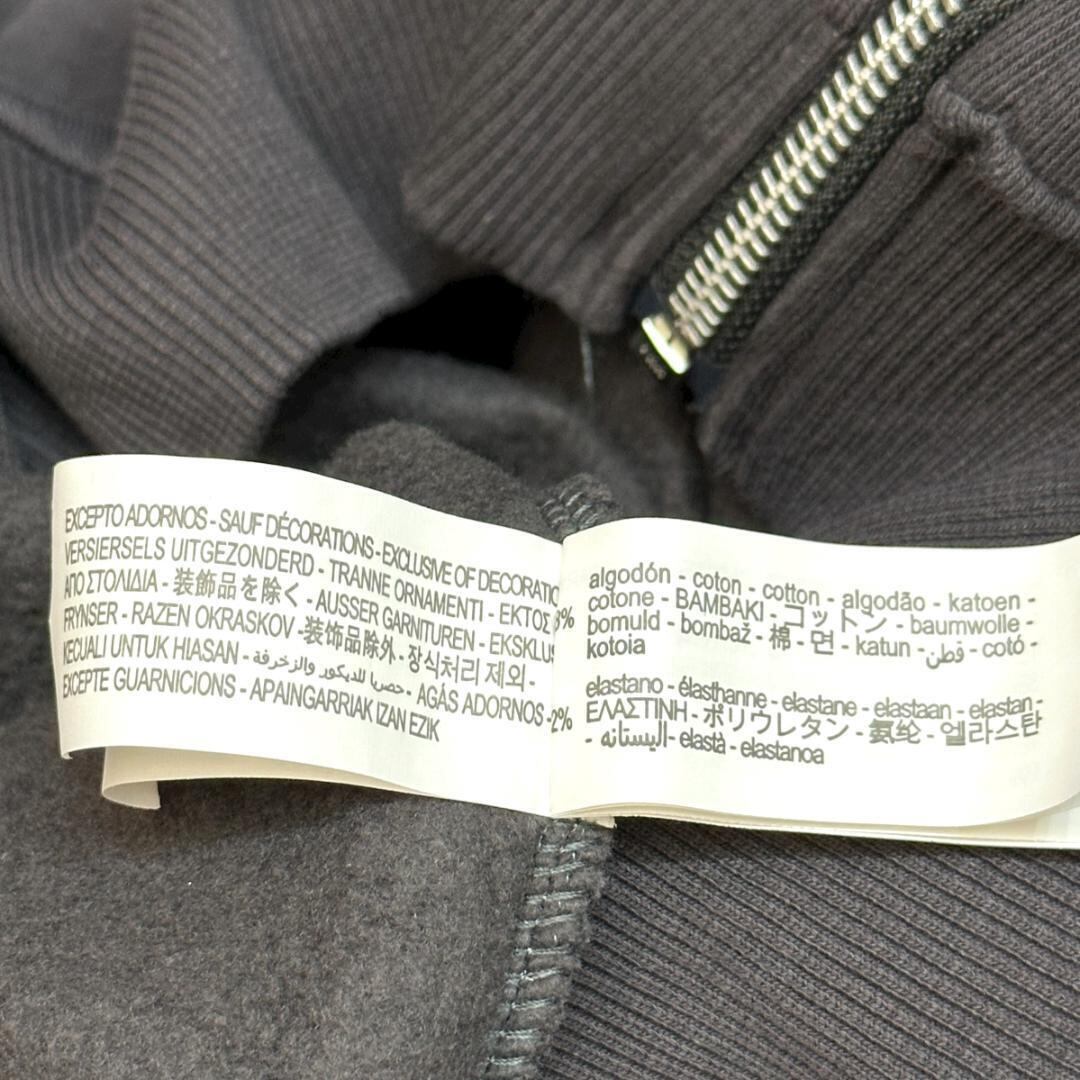 EXCEPTO ADORNOS - SAUF DÉCORATIONS - EXCLUSIVE OF DECORATIO
VERSIERSELS UITGEZONDERD - TRANNE ORNAMENTI - ΕΚΤΟΣ
ΑΠΟ ΣΤΟΛΙΔΙΑ - 装飾品を除く - AUSSER GARNITUREN - EKSKLUS
FRYNSER - RAZEN OKRASKOV - 装饰品除外 - 장식처리 제외 -
KECUALI UNTUK HIASAN - حصريا للديكور والزخرفة - AGÁS ADORNOS -
EXCEPTE GUARNICIONS - APAINGARRIAK IZAN EZIK
8% algodón - coton - cotton - algodão - katoen -
cotone - ΒΑΜΒΑΚΙ - コットン - baumwolle -
bomuld - bombaž - 棉 - 면 - katun - قطن - cotó -
kotoia
elastano - élasthanne - elastane - elastaan - elastan -
2% ΕΛΑΣΤΙΝΗ - ポリウレタン - 氨纶 - 엘라스탄
- اليستانه - elastà - elastanoa